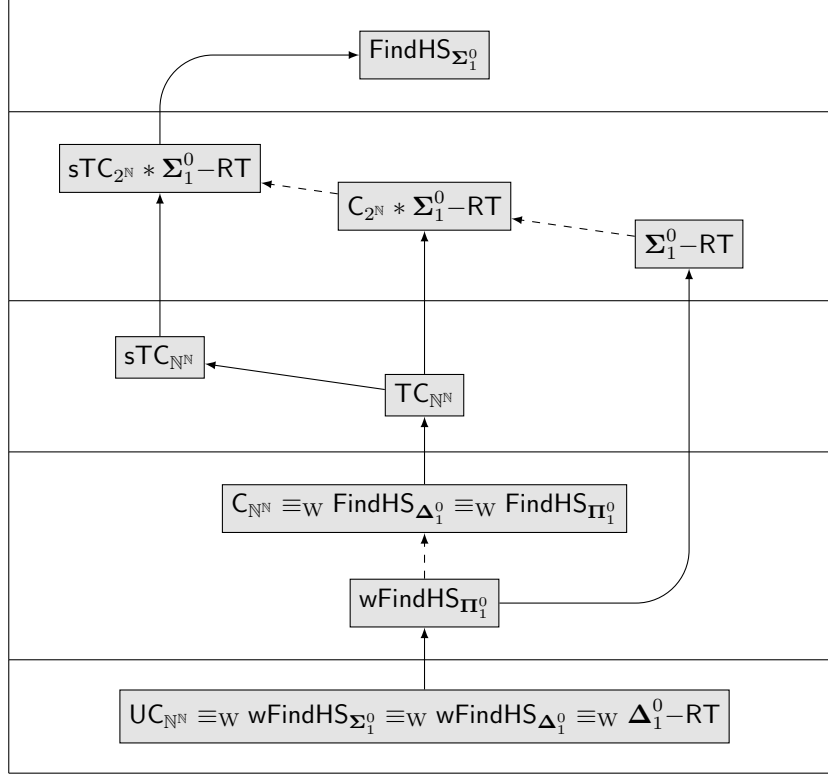 FindHS_{𝚺^0_1}
sTC_{2^ℕ} ∗ 𝚺^0_1−RT
C_{2^ℕ} ∗ 𝚺^0_1−RT
𝚺^0_1−RT
sTC_{ℕ^ℕ}
TC_{ℕ^ℕ}
C_{ℕ^ℕ} ≡_W FindHS_{𝚫^0_1} ≡_W FindHS_{𝚷^0_1}
wFindHS_{𝚷^0_1}
UC_{ℕ^ℕ} ≡_W wFindHS_{𝚺^0_1} ≡_W wFindHS_{𝚫^0_1} ≡_W 𝚫^0_1−RT